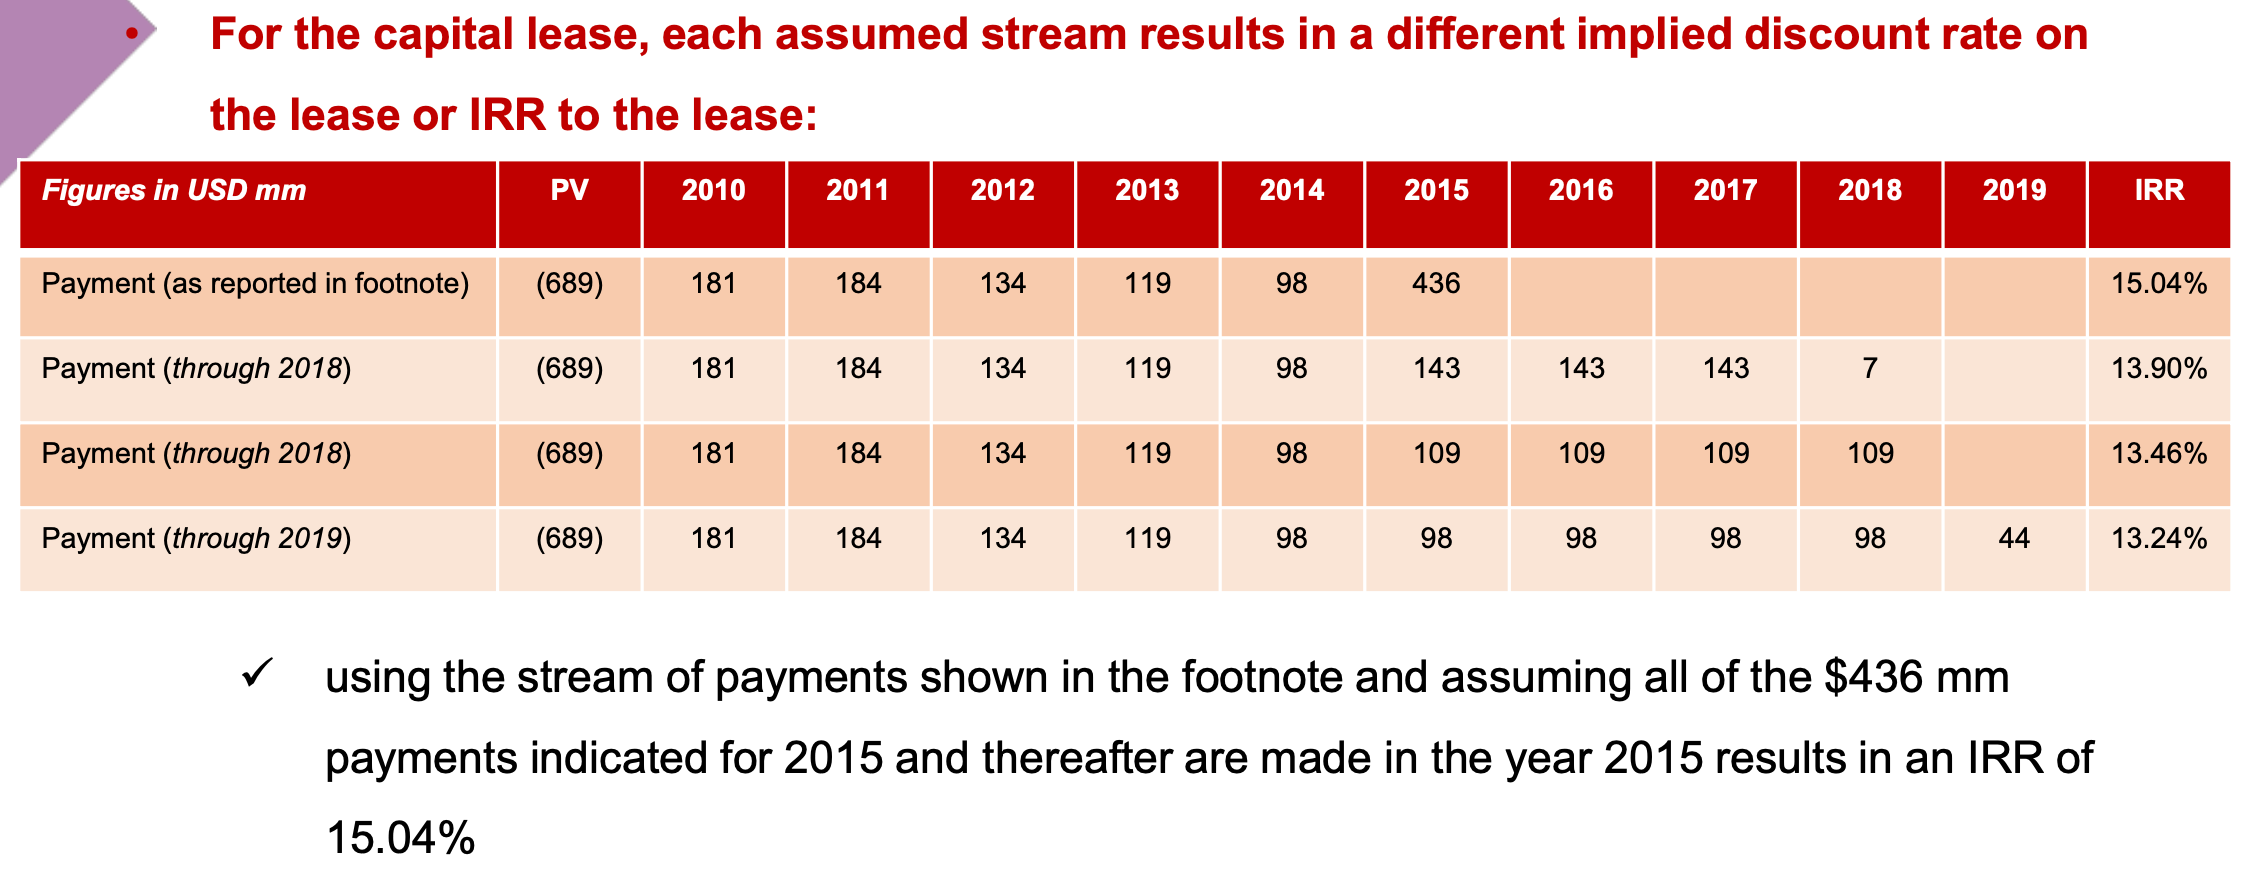 • For the capital lease, each assumed stream results in a different implied discount rate on
the lease or IRR to the lease:
Figures in USD mm PV 2010 2011 2012 2013 2014 2015 2016 2017 2018 2019 IRR
Payment (as reported in footnote) (689) 181 184 134 119 98 436 15.04%
Payment (through 2018) (689) 181 184 134 119 98 143 143 143 7 13.90%
Payment (through 2018) (689) 181 184 134 119 98 109 109 109 109 13.46%
Payment (through 2019) (689) 181 184 134 119 98 98 98 98 98 44 13.24%
✓ using the stream of payments shown in the footnote and assuming all of the $436 mm
payments indicated for 2015 and thereafter are made in the year 2015 results in an IRR of
15.04%